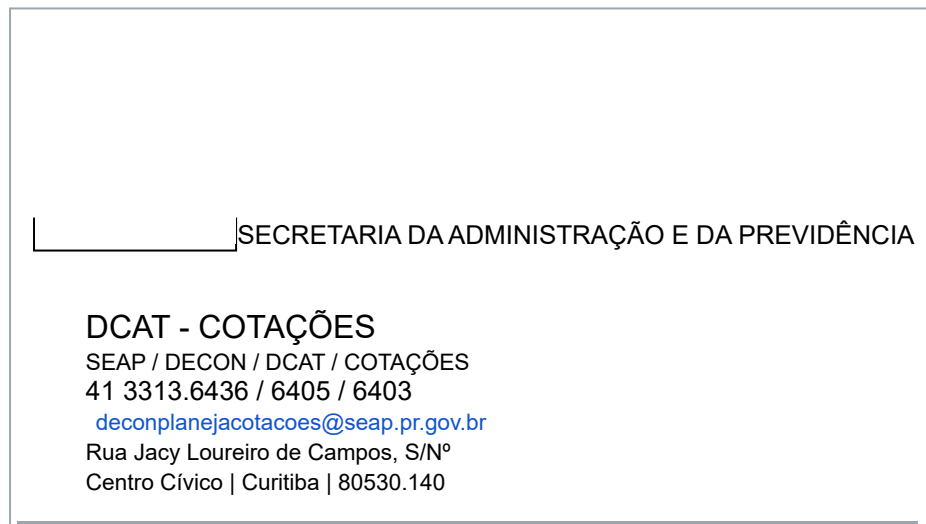 SECRETARIA DA ADMINISTRAÇÃO E DA PREVIDÊNCIA
DCAT - COTAÇÕES
SEAP / DECON / DCAT / COTAÇÕES
41 3313.6436 / 6405 / 6403
deconplanejacotacoes@seap.pr.gov.br
Rua Jacy Loureiro de Campos, S/Nº
Centro Cívico | Curitiba | 80530.140